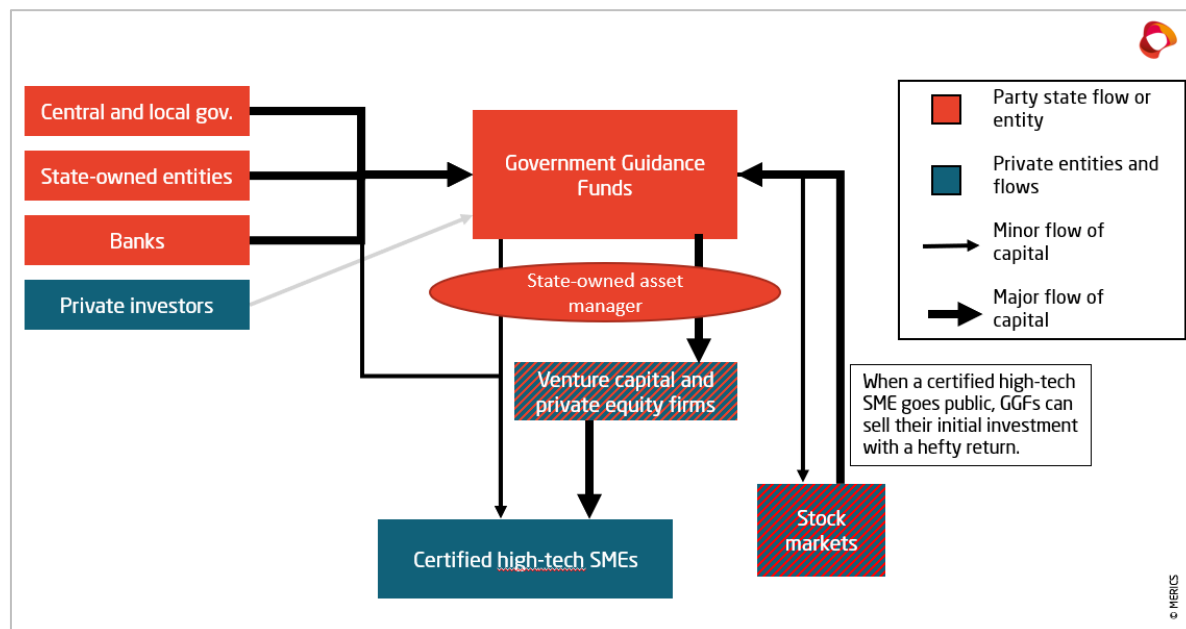 Central and local gov.
State-owned entities
Banks
Private investors
Government Guidance
Funds
State-owned asset
manager
Venture capital and
private equity firms
Certified high-tech SMEs
Stock
markets
When a certified high-tech
SME goes public, GGFs can
sell their initial investment
with a hefty return.
Party state flow or
entity
Private entities and
flows
Minor flow of
capital
Major flow of
capital
© MERICS